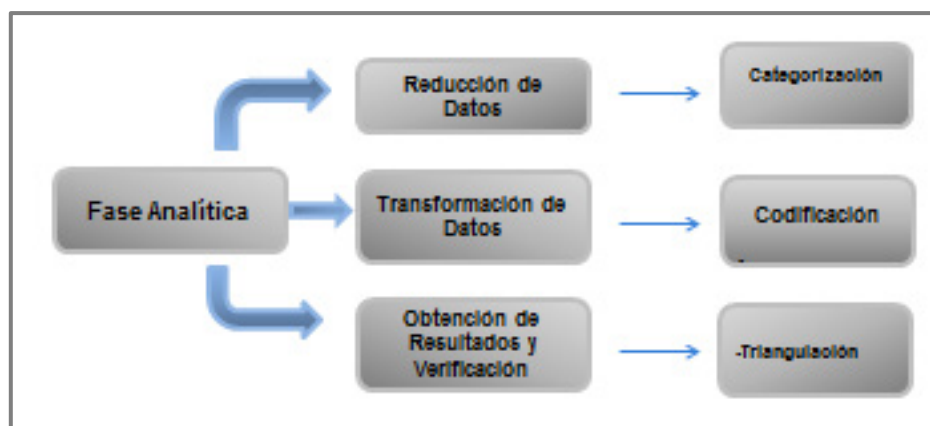 Fase Analítica
Reducción de
Datos
Categorización
Transformación de
Datos
Codificación
-
Obtención de
Resultados y
Verificación
-Triangulación